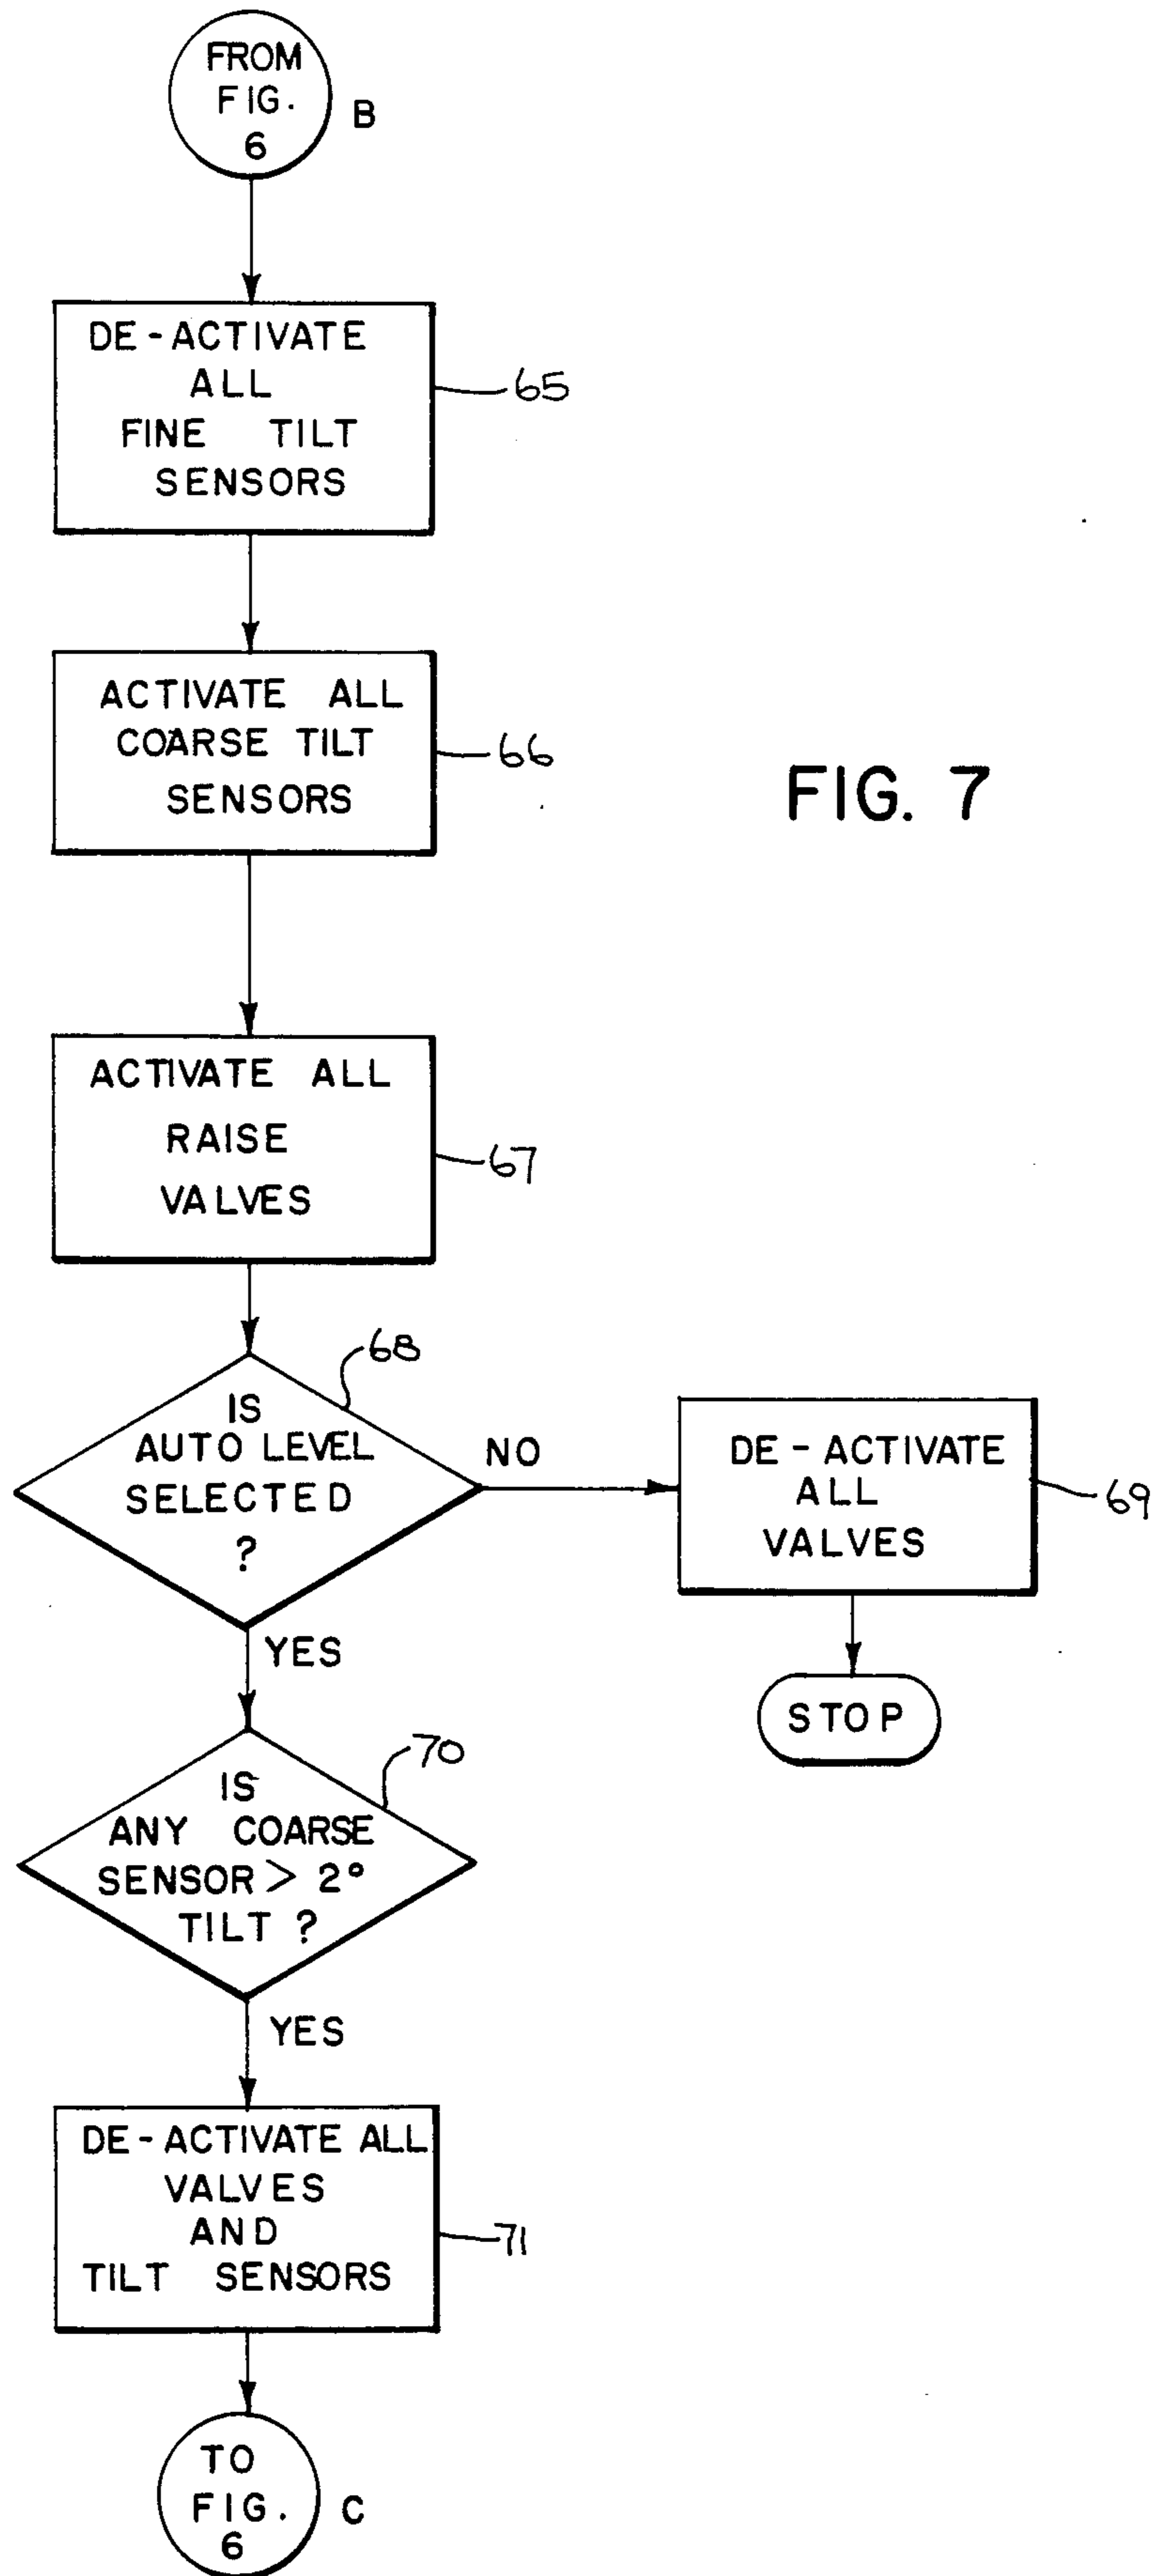 FROM
FIG.
6
B
DE-ACTIVATE
ALL
FINE TILT
SENSORS
65
ACTIVATE ALL
COARSE TILT
SENSORS
66
FIG. 7
ACTIVATE ALL
RAISE
VALVES
67
68
IS
AUTO LEVEL
SELECTED
?
NO
DE-ACTIVATE
ALL
VALVES
69
YES
STOP
70
IS
ANY COARSE
SENSOR > 2°
TILT ?
YES
DE-ACTIVATE ALL
VALVES
AND
TILT SENSORS
71
TO
FIG.
6
C